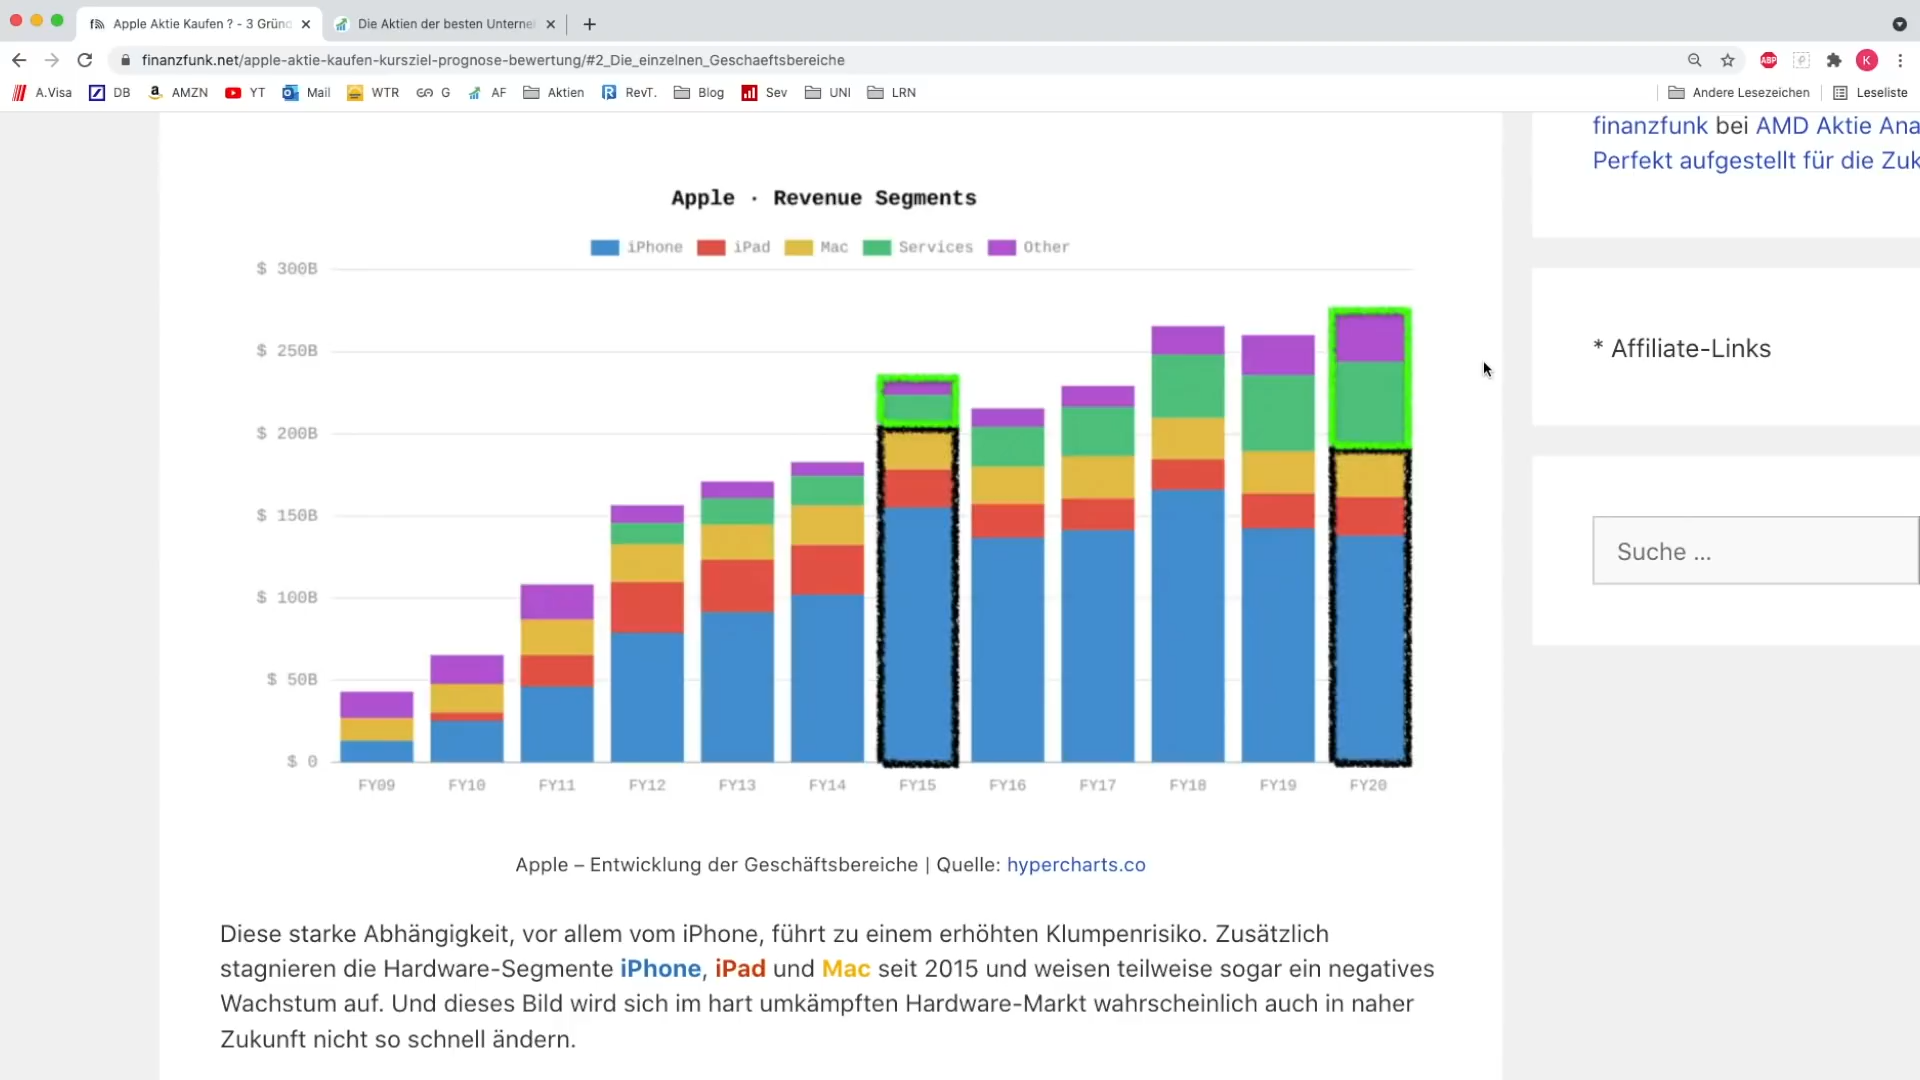 Apple Aktie Kaufen ? - 3 Grün
Die Aktien der besten Unterne
finanzfunk.net/apple-aktie-kaufen-kursziel-prognose-bewertung/#2_Die_einzelnen_Geschaeftsbereiche
ABP
K
A.Visa DB AMZN YT Mail WTR G AF Aktien RevT. Blog Sev UNI LRN Andere Lesezeichen Leseliste
finanzfunk bei AMD Aktie Ana
Perfekt aufgestellt für die Zuk
Apple · Revenue Segments
iPhone iPad Mac Services Other
$ 300B
$ 250B
$ 200B
$ 150B
$ 100B
$ 50B
$ 0
FY09 FY10 FY11 FY12 FY13 FY14 FY15 FY16 FY17 FY18 FY19 FY20
* Affiliate-Links
Suche ...
Apple – Entwicklung der Geschäftsbereiche | Quelle: hypercharts.co
Diese starke Abhängigkeit, vor allem vom iPhone, führt zu einem erhöhten Klumpenrisiko. Zusätzlich
stagnieren die Hardware-Segmente iPhone, iPad und Mac seit 2015 und weisen teilweise sogar ein negatives
Wachstum auf. Und dieses Bild wird sich im hart umkämpften Hardware-Markt wahrscheinlich auch in naher
Zukunft nicht so schnell ändern.